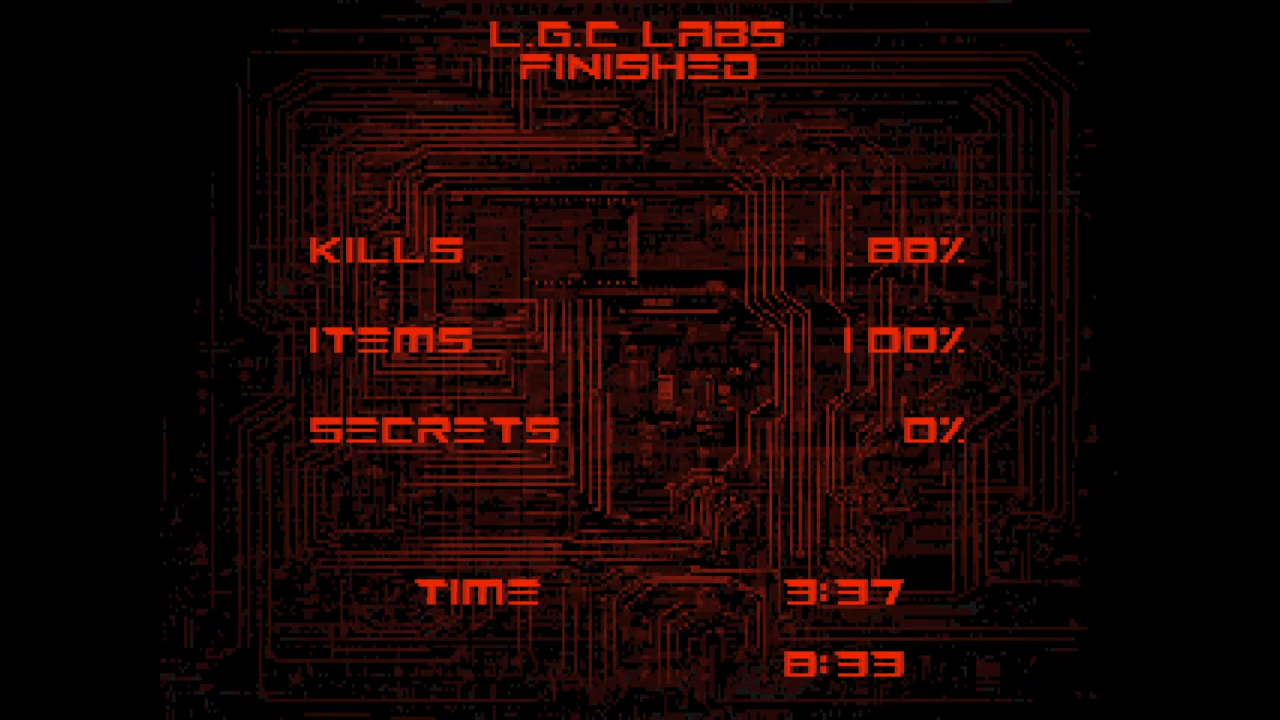 L.G.C LABS
FINISHED
KILLS 88%
ITEMS 100%
SECRETS 0%
TIME 3:37
8:33